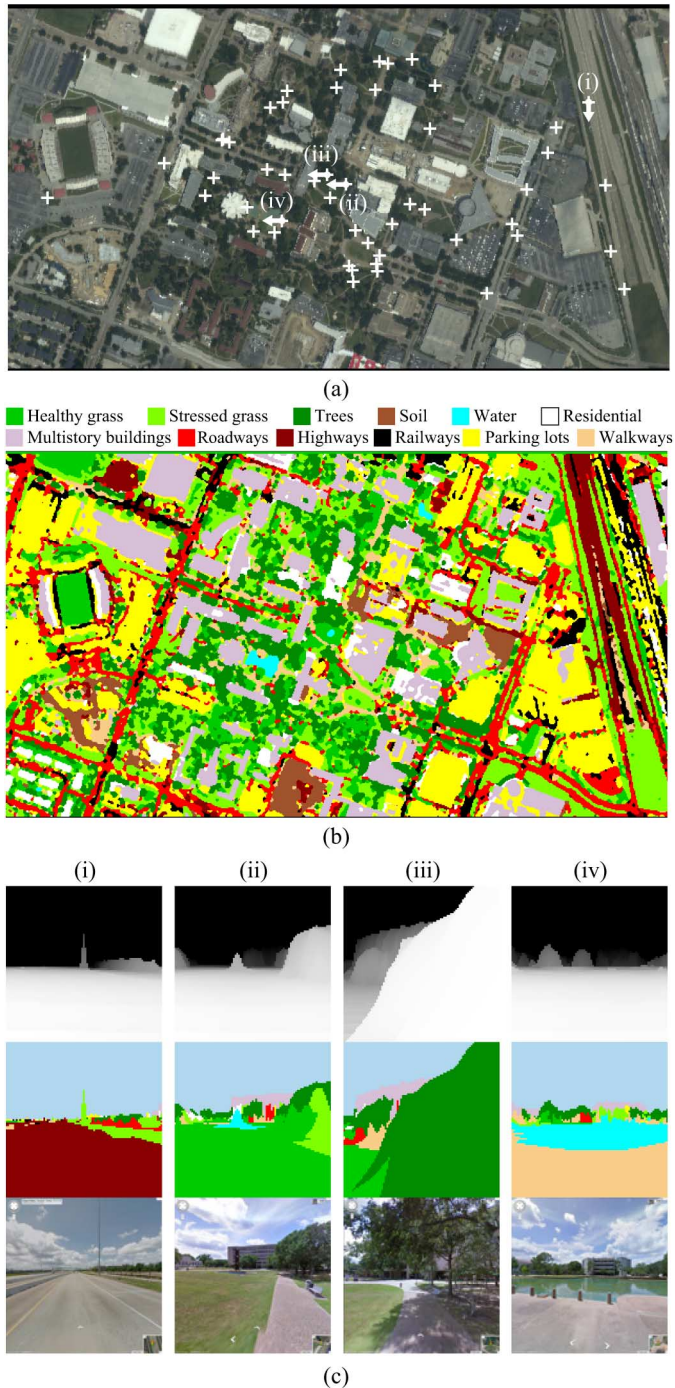 (i)
(iii)
(ii)
(iv)
(a)
Healthy grass Stressed grass Trees Soil Water Residential
Multistory buildings Roadways Highways Railways Parking lots Walkways
(b)
(i) (ii) (iii) (iv)
(c)